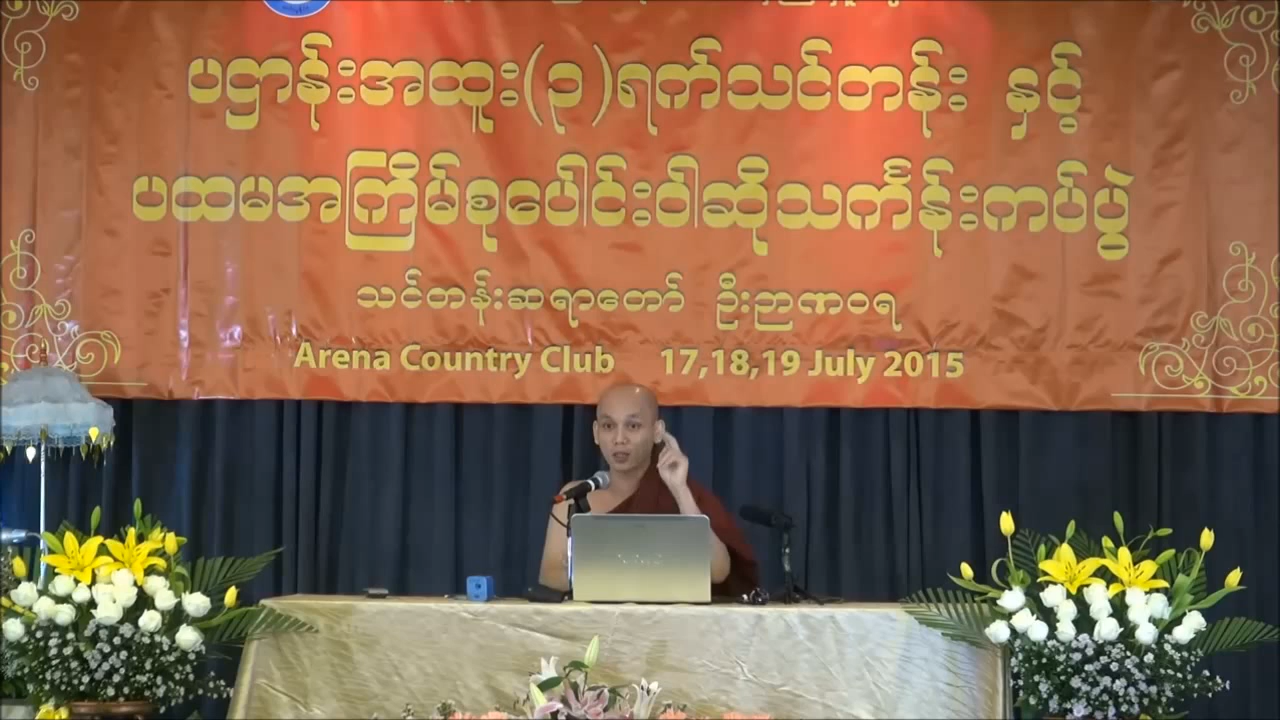 ပဋ္ဌာန်းအထူး(၃)ရက်သင်တန်း နှင့်
ပထမအကြိမ်စုပေါင်းဝါဆိုသင်္ကန်းကပ်ပွဲ
သင်တန်းဆရာတော် ဦးဉာဏဝရ
Arena Country Club 17,18,19 July 2015